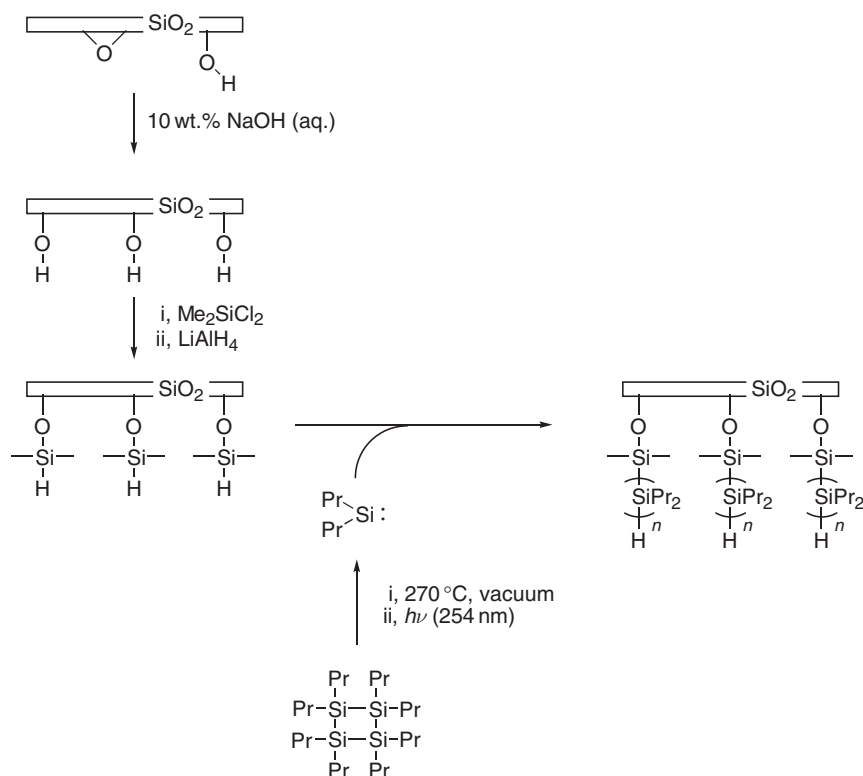 SiO2
O
O
H
10 wt.% NaOH (aq.)
SiO2
O O O
H H H
i, Me2SiCl2
ii, LiAlH4
SiO2 SiO2
O O O O O O
Si Si Si Si Si Si
H H H SiPr2 SiPr2 SiPr2
n n n
H H H
Pr
Si:
Pr
i, 270 °C, vacuum
ii, hν (254 nm)
Pr Pr
Pr–Si–Si–Pr
Pr–Si–Si–Pr
Pr Pr